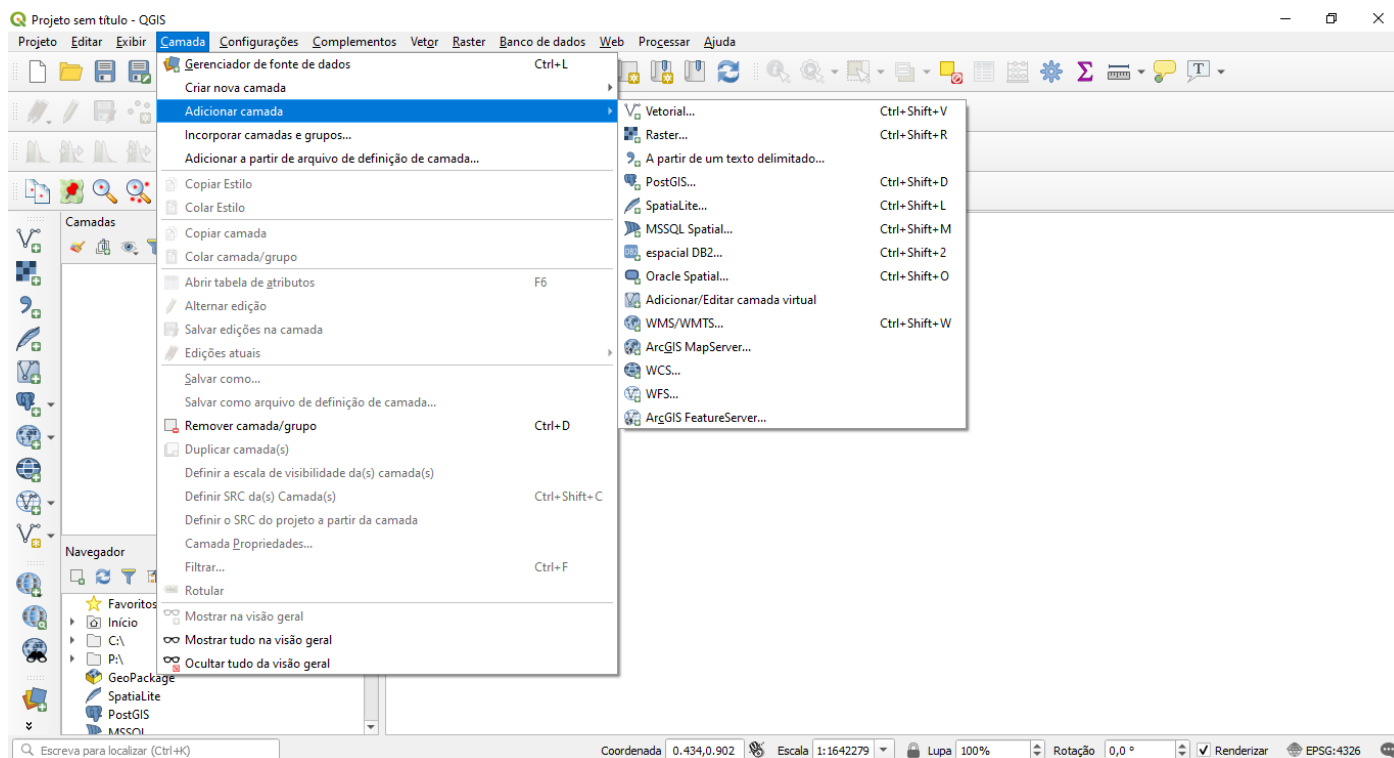 Projeto sem título - QGIS
Projeto Editar Exibir Camada Configurações Complementos Vetor Raster Banco de dados Web Processar Ajuda
Gerenciador de fonte de dados Ctrl+L
Criar nova camada
Adicionar camada
Incorporar camadas e grupos...
Adicionar a partir de arquivo de definição de camada...
Copiar Estilo
Colar Estilo
Copiar camada
Colar camada/grupo
Abrir tabela de atributos F6
Alternar edição
Salvar edições na camada
Edições atuais
Salvar como...
Salvar como arquivo de definição de camada...
Remover camada/grupo Ctrl+D
Duplicar camada(s)
Definir a escala de visibilidade da(s) camada(s)
Definir SRC da(s) Camada(s) Ctrl+Shift+C
Definir o SRC do projeto a partir da camada
Camada Propriedades...
Filtrar... Ctrl+F
Rotular
Mostrar na visão geral
Mostrar tudo na visão geral
Ocultar tudo da visão geral
Vetorial... Ctrl+Shift+V
Raster... Ctrl+Shift+R
A partir de um texto delimitado...
PostGIS... Ctrl+Shift+D
SpatiaLite... Ctrl+Shift+L
MSSQL Spatial... Ctrl+Shift+M
espacial DB2... Ctrl+Shift+2
Oracle Spatial... Ctrl+Shift+O
Adicionar/Editar camada virtual
WMS/WMTS... Ctrl+Shift+W
ArcGIS MapServer...
WCS...
WFS...
ArcGIS FeatureServer...
Camadas
Navegador
Favoritos
Início
C:\
P:\
GeoPackage
SpatiaLite
PostGIS
MSSQL
Escreva para localizar (Ctrl+K) Coordenada 0.434,0.902 Escala 1:1642279 Lupa 100% Rotação 0,0 ° Renderizar EPSG:4326